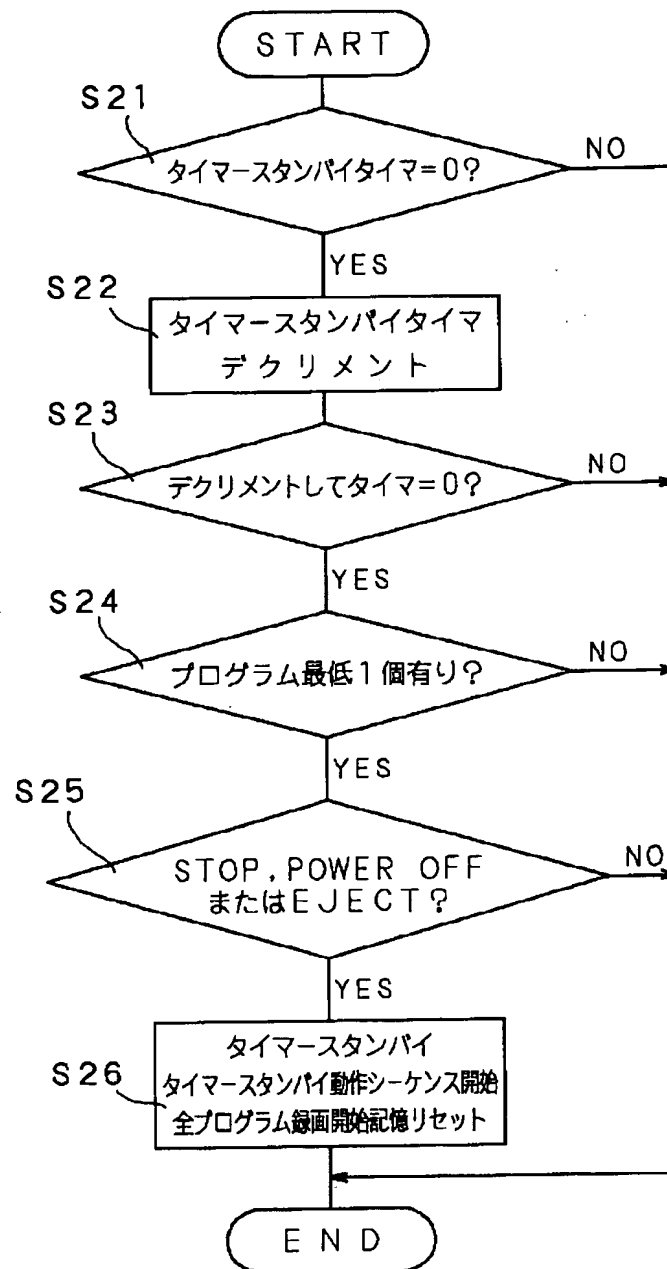 START
S21
タイマースタンバイタイマ=0?
NO
YES
S22
タイマースタンバイタイマ
デクリメント
S23
デクリメントしてタイマ=0?
NO
YES
S24
プログラム最低1個有り?
NO
YES
S25
STOP,POWER OFF
またはEJECT?
NO
YES
S26
タイマースタンバイ
タイマースタンバイ動作シーケンス開始
全プログラム録画開始記憶リセット
END